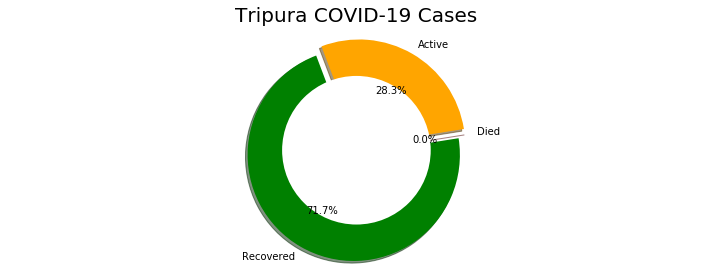 Tripura COVID-19 Cases
Active
28.3%
Died
0.0%
71.7%
Recovered